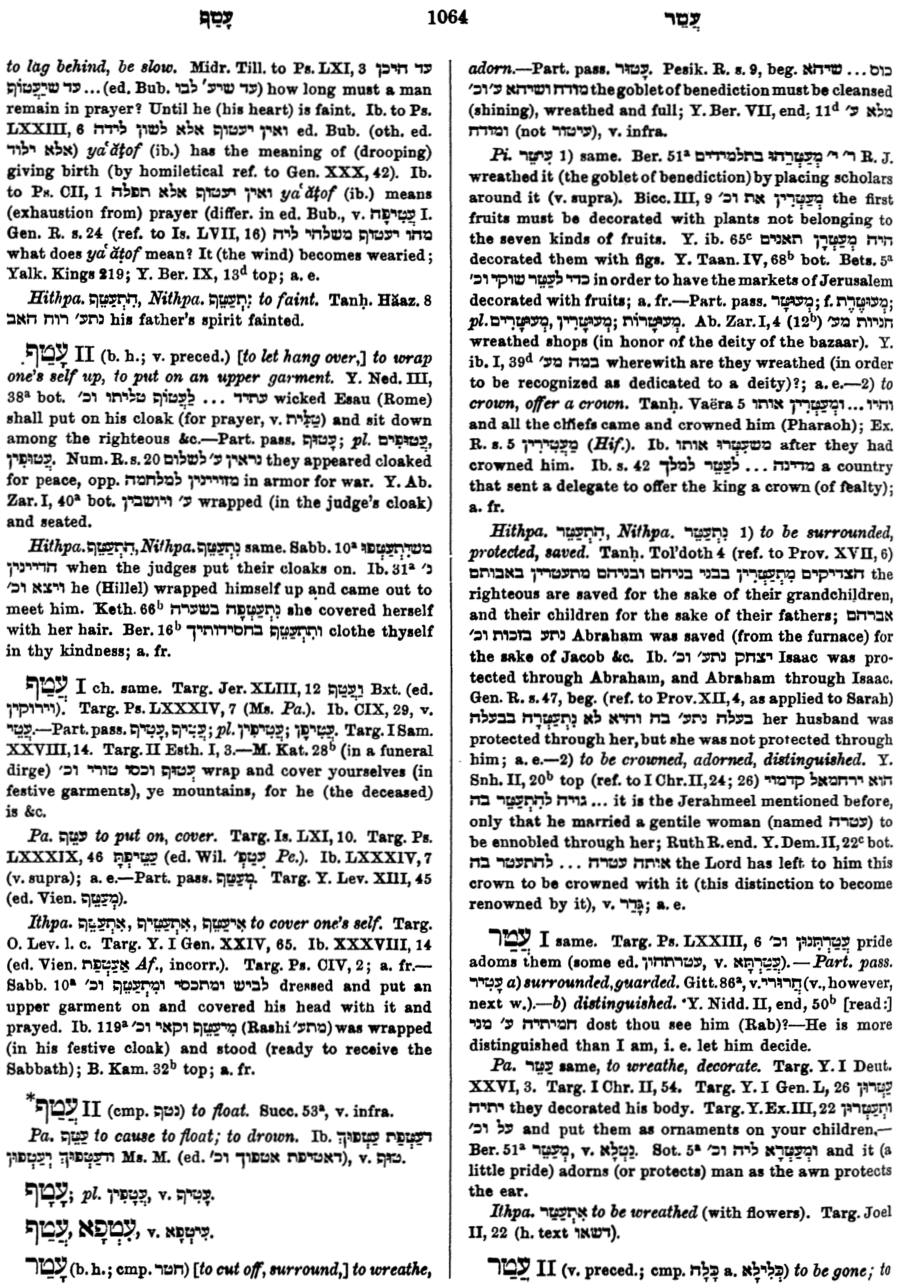 עָטַף
1064
עֲטַר
to lag behind, be slow. Midr. Till. to Ps. LXI, 3 עד היכן
עד שיַעֲטוֹף ... (ed. Bub. עד שיע׳ לבו) how long must a man
remain in prayer? Until he (his heart) is faint. Ib. to Ps.
LXXIII, 6 ואין יעטוף אלא לשון לידה ed. Bub. (oth. ed.
אלא ילוד) yaʿăṭof (ib.) has the meaning of (drooping)
giving birth (by homiletical ref. to Gen. XXX, 42). Ib.
to Ps. CII, 1 ואין יעטוף אלא תפלה yaʿăṭof (ib.) means
(exhaustion from) prayer (differ. in ed. Bub., v. עֲטִיפָה I.
Gen. R. s. 24 (ref. to Is. LVII, 16) מהו יעטוף משלהי ליה
what does yaʿăṭof mean? It (the wind) becomes wearied;
Yalk. Kings 219; Y. Ber. IX, 13d top; a. e.
Hithpa. הִתְעַטֵּף, Nithpa. נִתְעַטֵּף to faint. Tanḥ. Hăaz. 8
נתע׳ רוח האב his father's spirit fainted.
עָטַף II (b. h.; v. preced.) [to let hang over,] to wrap
one's self up, to put on an upper garment. Y. Ned. III,
38a bot. עתיד ... לַעֲטוֹף טליתו וכ׳ wicked Esau (Rome)
shall put on his cloak (for prayer, v. טַלִּית) and sit down
among the righteous &c.—Part. pass. עָטוּף; pl. עֲטוּפִים,
עֲטוּפִין. Num. R. s. 20 נראין ע׳ לשלום they appeared cloaked
for peace, opp. מזויינין למלחמה in armor for war. Y. Ab.
Zar. I, 40a bot. ע׳ ויושבין wrapped (in the judge's cloak)
and seated.
Hithpa. הִתְעַטֵּף, Nithpa. נִתְעַטֵּף same. Sabb. 10a משיִּתְעַטְּפוּ
הדיינין when the judges put their cloaks on. Ib. 31a נ׳
ויצא וכ׳ he (Hillel) wrapped himself up and came out to
meet him. Keth. 66b נִתְעַטְּפָה בשערה she covered herself
with her hair. Ber. 16b ותִתְעַטֵּף בחסידותיך clothe thyself
in thy kindness; a. fr.
עֲטַף I ch. same. Targ. Jer. XLIII, 12 וַעֲטַף Bxt. (ed.
וירוקין). Targ. Ps. LXXXIV, 7 (Ms. Pa.). Ib. CIX, 29, v.
עֲטֵי.—Part. pass. עֲטִיף, עָטִיף; pl. עֲטִיפִין; עֲטִיפָן. Targ. I Sam.
XXVIII, 14. Targ. II Esth. I, 3.—M. Kat. 28b (in a funeral
dirge) עֲטוּף וכסי טורי וכ׳ wrap and cover yourselves (in
festive garments), ye mountains, for he (the deceased)
is &c.
Pa. עַטֵּף to put on, cover. Targ. Is. LXI, 10. Targ. Ps.
LXXXIX, 46 עַטֵּיפְתָּ (ed. Wil. עֲטַפְ׳ Pe.). Ib. LXXXIV, 7
(v. supra); a. e.—Part. pass. מְעַטַּף. Targ. Y. Lev. XIII, 45
(ed. Vien. מְעַטֵּף).
Ithpa. אִתְעַטַּף, אִתְעַטֵּיף, אִיעַטַּף to cover one's self. Targ.
O. Lev. l. c. Targ. Y. I Gen. XXIV, 65. Ib. XXXVIII, 14
(ed. Vien. אַעֲטֵפַת Af., incorr.). Targ. Ps. CIV, 2; a. fr.—
Sabb. 10a לביש ומתכסי ומִתְעַטֵּף וכ׳ dressed and put an
upper garment on and covered his head with it and
prayed. Ib. 119a מִיעַטֵּף וקאי וכ׳ (Rashi מתע׳) was wrapped
(in his festive cloak) and stood (ready to receive the
Sabbath); B. Kam. 32b top; a. fr.
*עֲטַף II (cmp. נטף) to float. Succ. 53a, v. infra.
Pa. עַטֵּף to cause to float; to drown. Ib. דעַטְּפַת עַטְּפוּךְ
ודעַטְּפוּךְ יְעַטְּפוּן Ms. M. (ed. דאטיפת אטפוך וכ׳), v. טוּף.
עֲטָף; pl. עֲטָפִין, v. עָטִיף.
עֲטַף, עִטְפָא, v. עִיטְפָא.
עָטַר (b. h.; cmp. חטר) [to cut off, surround,] to wreathe,
adorn.—Part. pass. עָטוּר. Pesik. R. s. 9, beg. כוס ... שיהא
מודח ושיהא ע׳ וכ׳ the goblet of benediction must be cleansed
(shining), wreathed and full; Y. Ber. VII, end, 11d מלא ע׳
ומודח (not עיטור), v. infra.
Pi. עִיטֵּר 1) same. Ber. 51a ר׳ י׳ מְעַטְּרֵהוּ בתלמידים R. J.
wreathed it (the goblet of benediction) by placing scholars
around it (v. supra). Bicc. III, 9 מְעַטְּרִין את וכ׳ the first
fruits must be decorated with plants not belonging to
the seven kinds of fruits. Y. ib. 65c היה מְעַטְּרָן תאנים
decorated them with figs. Y. Taan. IV, 68b bot. Bets. 5a
כדי לעַטֵּר שוקי וכ׳ in order to have the markets of Jerusalem
decorated with fruits; a. fr.—Part. pass. מְעוּטָּר; f. מְעוּטֶּרֶת;
pl. מְעוּטָּרִים, מְעוּטָּרִין; מְעוּטָּרוֹת. Ab. Zar. I, 4 (12b) חנויות מע׳
wreathed shops (in honor of the deity of the bazaar). Y.
ib. I, 39d במה מע׳ wherewith are they wreathed (in order
to be recognized as dedicated to a deity)?; a. e.—2) to
crown, offer a crown. Tanḥ. Vaëra 5 והיו ... ומְעַטְּרִין אותו
and all the chiefs came and crowned him (Pharaoh); Ex.
R. s. 5 מַעֲטִירִין (Hif.). Ib. משעִטְּרוּ אותו after they had
crowned him. Ib. s. 42 מדינה ... לְעַטֵּר למלך a country
that sent a delegate to offer the king a crown (of fealty);
a. fr.
Hithpa. הִתְעַטֵּר, Nithpa. נִתְעַטֵּר 1) to be surrounded,
protected, saved. Tanḥ. Tol'doth 4 (ref. to Prov. XVII, 6)
הצדיקים מִתְעַטְּרִין בבני בניהם ובניהם מתעטרין באבותם the
righteous are saved for the sake of their grandchildren,
and their children for the sake of their fathers; אברהם
נתע׳ בזכות וכ׳ Abraham was saved (from the furnace) for
the sake of Jacob &c. Ib. יצחק נתע׳ וכ׳ Isaac was pro-
tected through Abraham, and Abraham through Isaac.
Gen. R. s. 47, beg. (ref. to Prov. XII, 4, as applied to Sarah)
בעלה נתע׳ בה והיא לא נִתְעַטְּרָה בבעלה her husband was
protected through her, but she was not protected through
him; a. e.—2) to be crowned, adorned, distinguished. Y.
Snh. II, 20b top (ref. to I Chr. II, 24; 26) הוא ירחמאל קדמוי
... גויה להִתְעַטֵּר בה it is the Jerahmeel mentioned before,
only that he married a gentile woman (named עטרה) to
be ennobled through her; Ruth R. end. Y. Dem. II, 22c bot.
איתה עטרה ... להתעטר בה the Lord has left to him this
crown to be crowned with it (this distinction to become
renowned by it), v. גָּדֵר; a. e.
עֲטַר I same. Targ. Ps. LXXIII, 6 עֲטַרְתְּנוּן וכ׳ pride
adorns them (some ed. עטרתהון, v. עֲטַרְתָּא).—Part. pass.
עֲטִיר a) surrounded, guarded. Gitt. 86a, v. חֲרוּרֵי (v., however,
next w.).—b) distinguished. Y. Nidd. II, end, 50b [read:]
חמיתיה ע׳ מני dost thou see him (Rab)?—He is more
distinguished than I am, i. e. let him decide.
Pa. עַטֵּר same, to wreathe, decorate. Targ. Y. I Deut.
XXVI, 3. Targ. I Chr. II, 54. Targ. Y. I Gen. L, 26 עַטְּרוּן
יתיה they decorated his body. Targ. Y. Ex. III, 22 ותְעַטְּרוּן
על וכ׳ and put them as ornaments on your children.—
Ber. 51a מְעַטֵּר, v. נַטְלָא. Sot. 5a ומְעַטְּרָא ליה וכ׳ and it (a
little pride) adorns (or protects) man as the awn protects
the ear.
Ithpa. אִתְעַטַּר to be wreathed (with flowers). Targ. Joel
II, 22 (h. text דשאו).
עֲטַר II (v. preced.; cmp. כָּלָה a. כְּלִילָא) to be gone; to